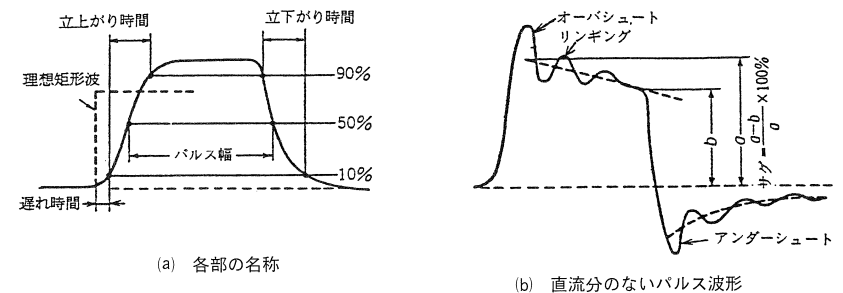 立上がり時間
立下がり時間
理想矩形波
90%
50%
パルス幅
10%
遅れ時間
(a) 各部の名称
オーバシュート
リンギング
b
a
サグ=a-b/a×100%
アンダーシュート
(b) 直流分のないパルス波形